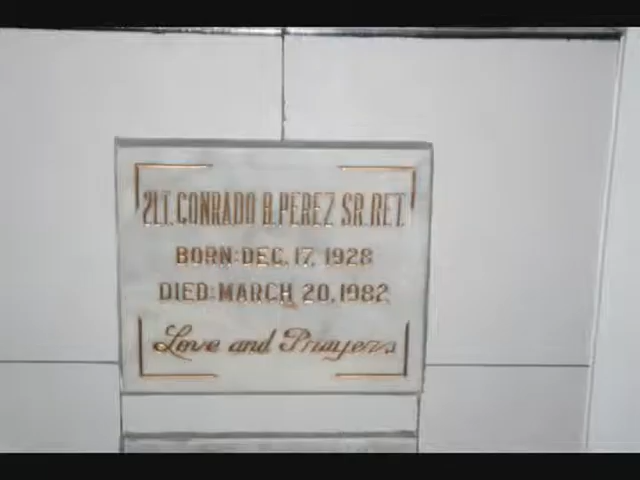 2LT. CONRADO B. PEREZ SR. RET.
BORN: DEC. 17, 1928
DIED: MARCH 20, 1982
Love and Prayers